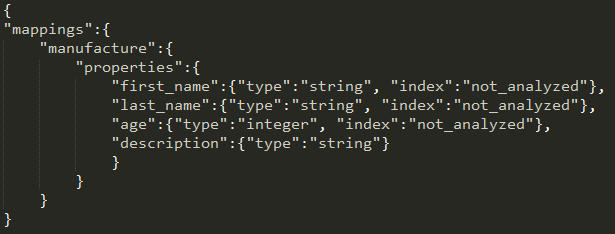 {
"mappings":{
"manufacture":{
"properties":{
"first_name":{"type":"string", "index":"not_analyzed"},
"last_name":{"type":"string", "index":"not_analyzed"},
"age":{"type":"integer", "index":"not_analyzed"},
"description":{"type":"string"}
}
}
}
}